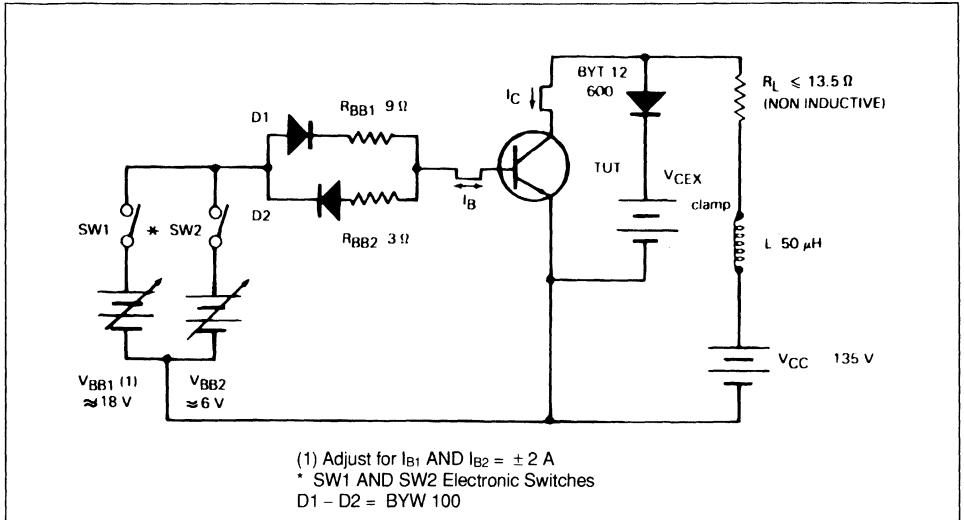 BYT 12
600
R_L ≤ 13.5 Ω
(NON INDUCTIVE)
I_C
D1
R_BB1 9 Ω
TUT
V_CEX
clamp
I_B
D2
R_BB2 3 Ω
SW1
*
SW2
L 50 μH
V_CC 135 V
V_BB1 (1)
≈18 V
V_BB2
≈6 V
(1) Adjust for I_B1 AND I_B2 = ± 2 A
* SW1 AND SW2 Electronic Switches
D1 – D2 = BYW 100